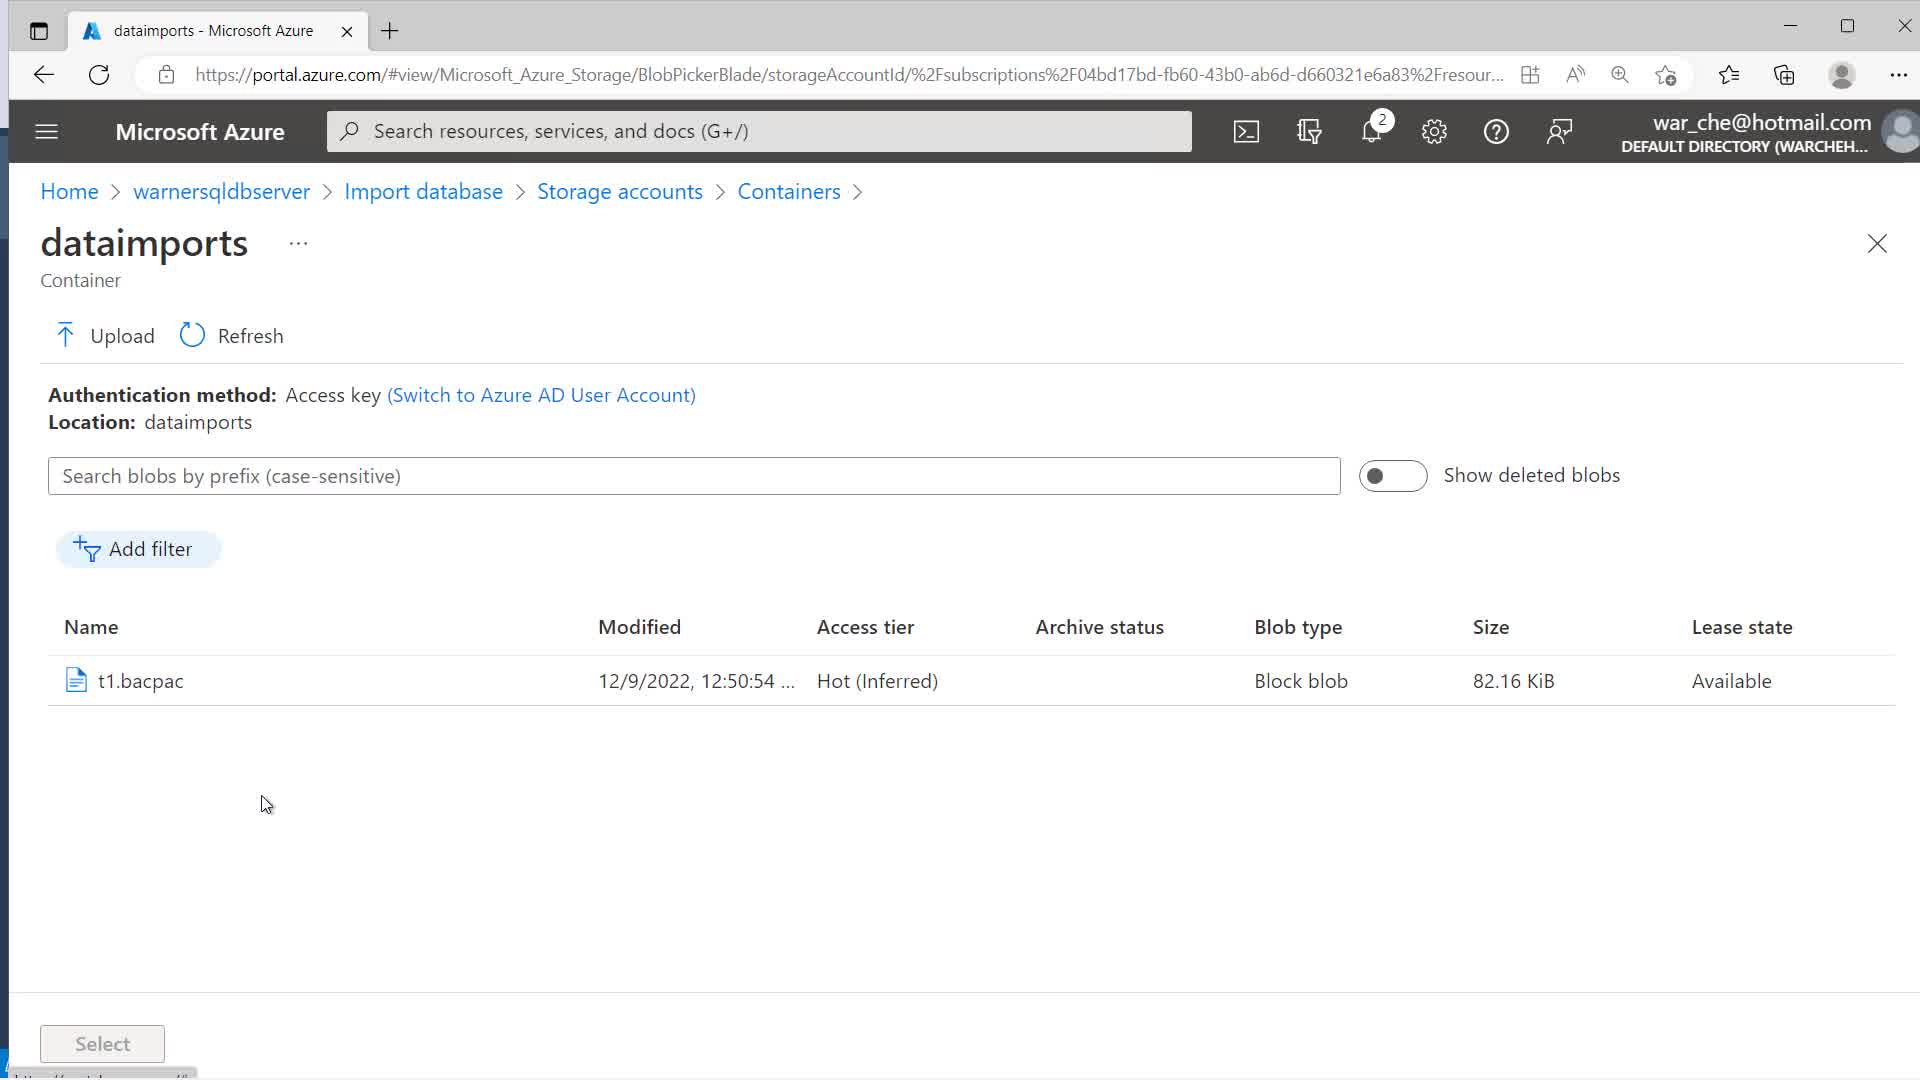 dataimports - Microsoft Azure
https://portal.azure.com/#view/Microsoft_Azure_Storage/BlobPickerBlade/storageAccountId/%2Fsubscriptions%2F04bd17bd-fb60-43b0-ab6d-d660321e6a83%2Fresour...
Microsoft Azure
Search resources, services, and docs (G+/)
2
war_che@hotmail.com
DEFAULT DIRECTORY (WARCHEH...
Home > warnersqldbserver > Import database > Storage accounts > Containers >
dataimports ...
Container
Upload Refresh
Authentication method: Access key (Switch to Azure AD User Account)
Location: dataimports
Search blobs by prefix (case-sensitive)
Show deleted blobs
Add filter
Name Modified Access tier Archive status Blob type Size Lease state
t1.bacpac 12/9/2022, 12:50:54 ... Hot (Inferred) Block blob 82.16 KiB Available
Select